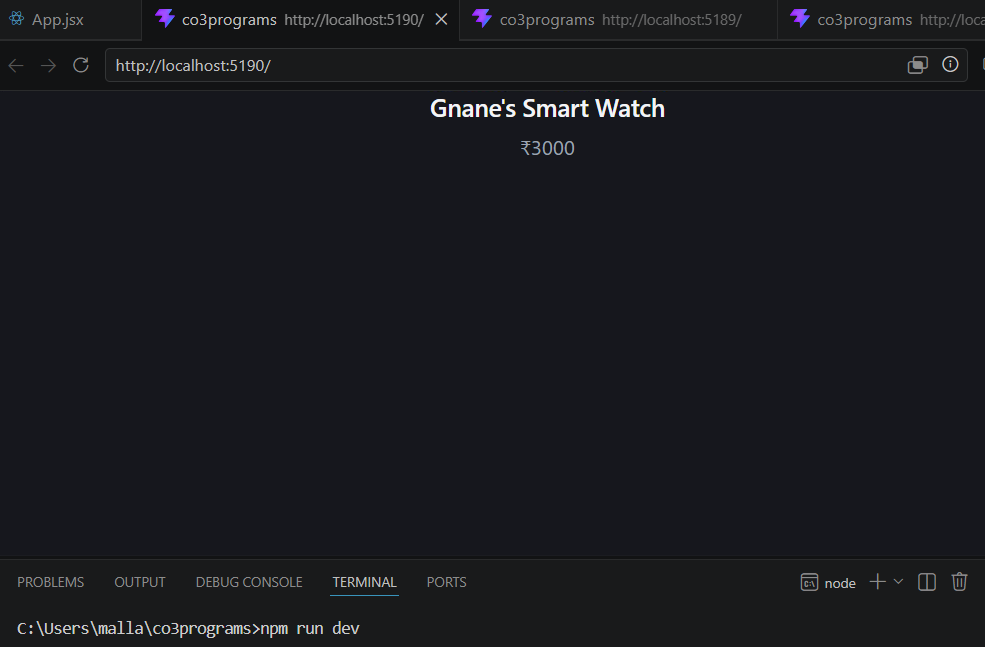 App.jsx
co3programs http://localhost:5190/
co3programs http://localhost:5189/
co3programs http://loca
http://localhost:5190/
Gnane's Smart Watch
₹3000
PROBLEMS OUTPUT DEBUG CONSOLE TERMINAL PORTS
node
C:\Users\malla\co3programs>npm run dev